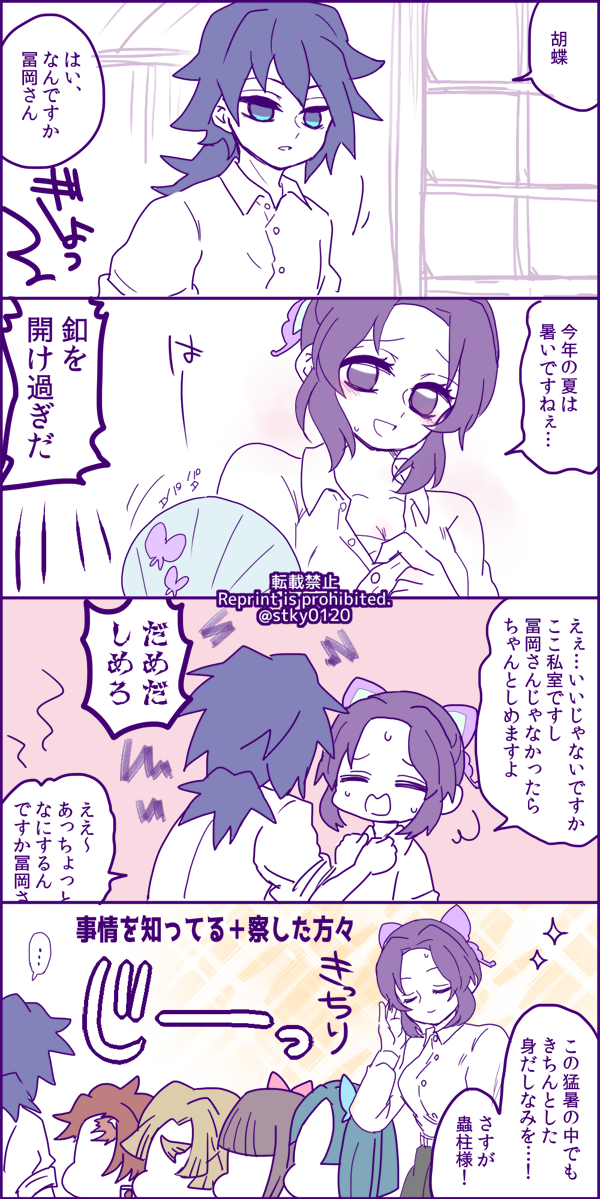 胡蝶
はい、
なんですか
冨岡さん
ぎょっ
今年の夏は
暑いですねぇ…
はー
パタパタ
釦を
開け過ぎだ
転載禁止
Reprint is prohibited.
@stky0120
えぇ…いいじゃないですか
ここ私室ですし
冨岡さんじゃなかったら
ちゃんとしめますよ
だめだ
しめろ
ええ～
あっちょっと
なにするん
ですか冨岡さ
事情を知ってる＋察した方々
きっちり
じーっ
…
この猛暑の中でも
きちんとした
身だしなみを…！
さすが
蟲柱様！